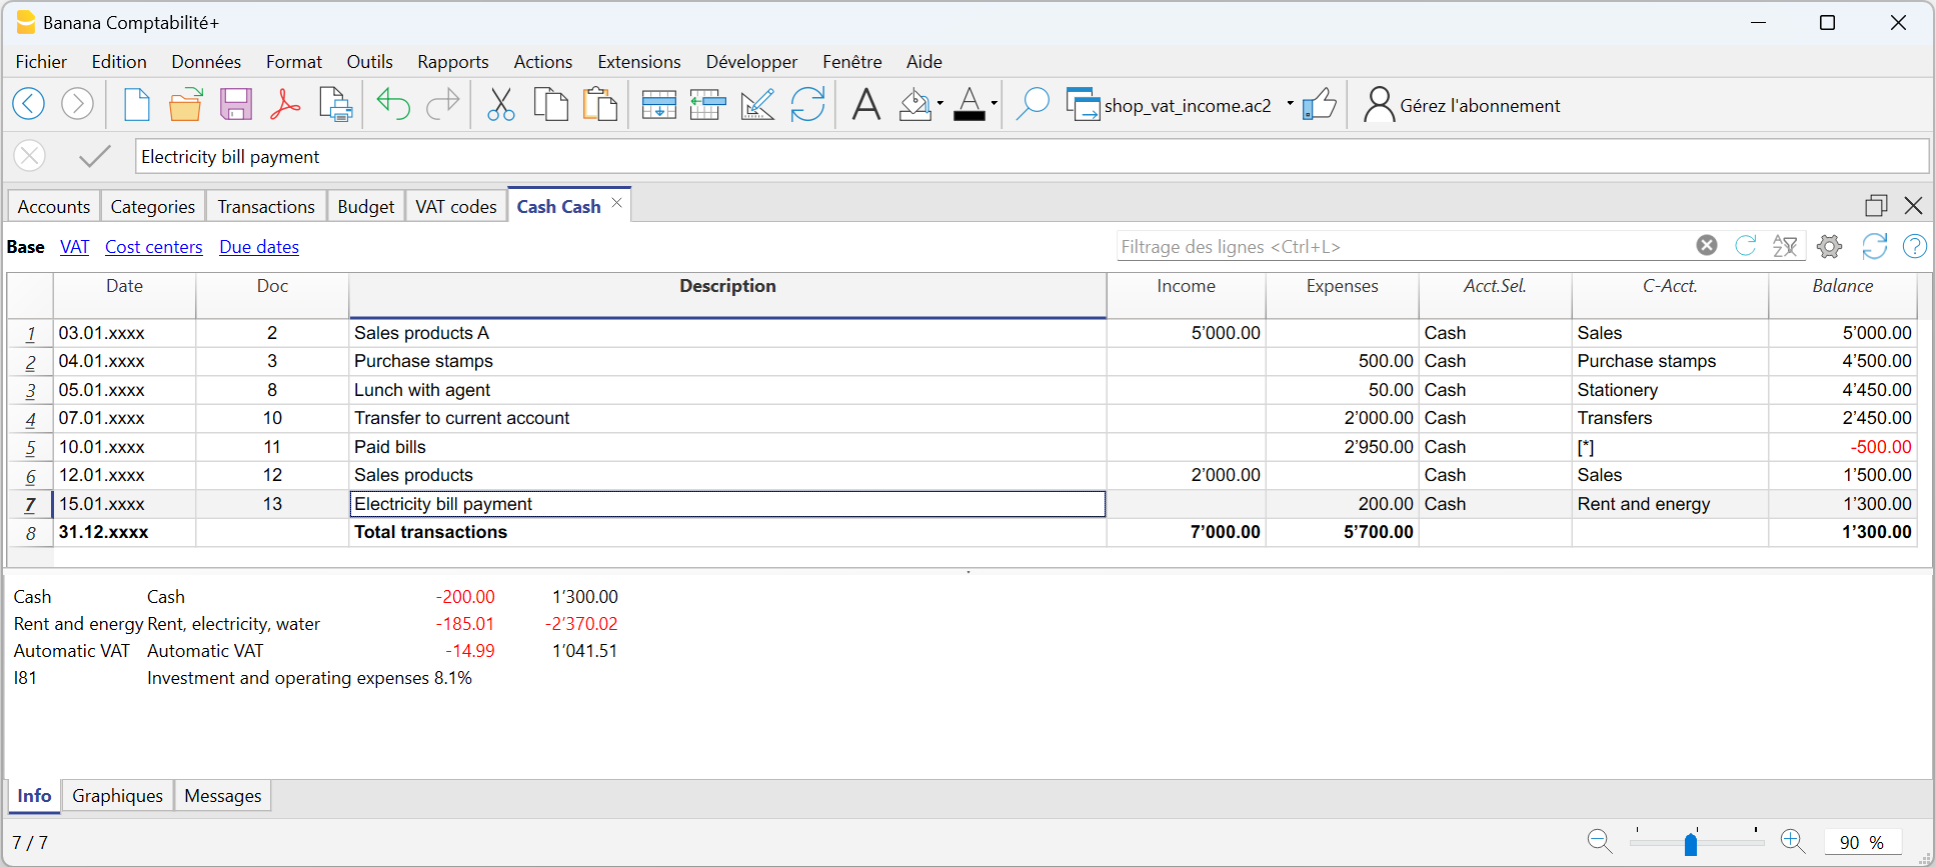 Banana Comptabilité+
Fichier Edition Données Format Outils Rapports Actions Extensions Développer Fenêtre Aide
shop_vat_income.ac2 Gérez l'abonnement
Electricity bill payment
Accounts Categories Transactions Budget VAT codes Cash Cash
Base VAT Cost centers Due dates Filtrage des lignes <Ctrl+L>
Date Doc Description Income Expenses Acct.Sel. C-Acct. Balance
1 03.01.xxxx 2 Sales products A 5'000.00 Cash Sales 5'000.00
2 04.01.xxxx 3 Purchase stamps 500.00 Cash Purchase stamps 4'500.00
3 05.01.xxxx 8 Lunch with agent 50.00 Cash Stationery 4'450.00
4 07.01.xxxx 10 Transfer to current account 2'000.00 Cash Transfers 2'450.00
5 10.01.xxxx 11 Paid bills 2'950.00 Cash [*] -500.00
6 12.01.xxxx 12 Sales products 2'000.00 Cash Sales 1'500.00
7 15.01.xxxx 13 Electricity bill payment 200.00 Cash Rent and energy 1'300.00
8 31.12.xxxx Total transactions 7'000.00 5'700.00 1'300.00
Cash Cash -200.00 1'300.00
Rent and energy Rent, electricity, water -185.01 -2'370.02
Automatic VAT Automatic VAT -14.99 1'041.51
I81 Investment and operating expenses 8.1%
Info Graphiques Messages
7 / 7 90 %